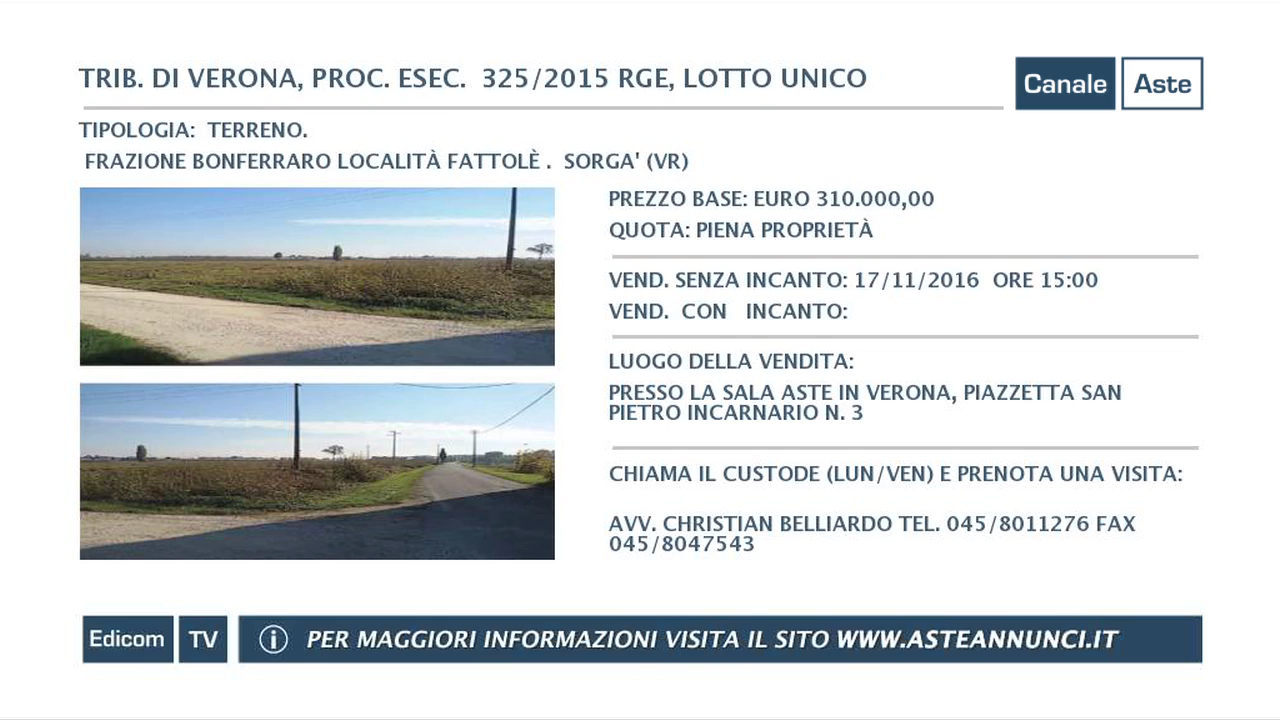 TRIB. DI VERONA, PROC. ESEC.  325/2015 RGE, LOTTO UNICO
Canale Aste
TIPOLOGIA:  TERRENO.
FRAZIONE BONFERRARO LOCALITÀ FATTOLÈ .  SORGA' (VR)
PREZZO BASE: EURO 310.000,00
QUOTA: PIENA PROPRIETÀ
VEND. SENZA INCANTO: 17/11/2016  ORE 15:00
VEND.  CON   INCANTO:
LUOGO DELLA VENDITA:
PRESSO LA SALA ASTE IN VERONA, PIAZZETTA SAN
PIETRO INCARNARIO N. 3
CHIAMA IL CUSTODE (LUN/VEN) E PRENOTA UNA VISITA:
AVV. CHRISTIAN BELLIARDO TEL. 045/8011276 FAX
045/8047543
Edicom TV
PER MAGGIORI INFORMAZIONI VISITA IL SITO WWW.ASTEANNUNCI.IT